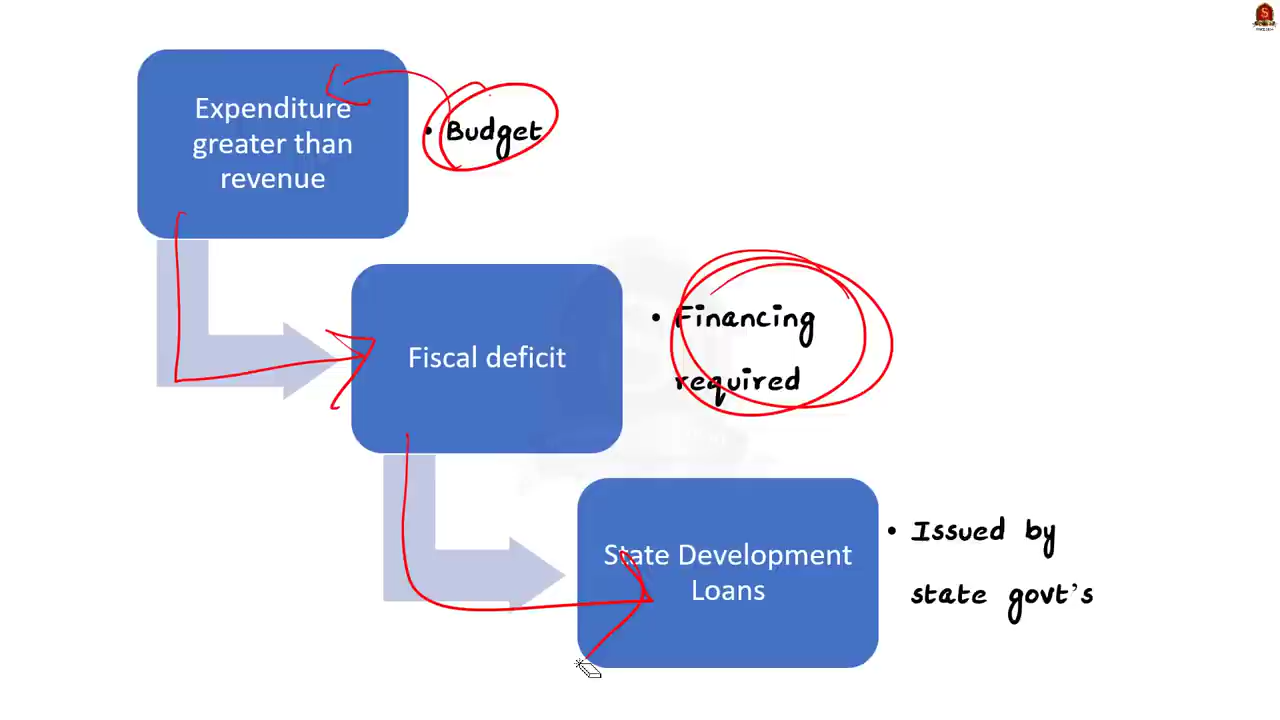 Expenditure
greater than
revenue
• Budget
Fiscal deficit
• Financing
required
State Development
Loans
• Issued by
state govt's